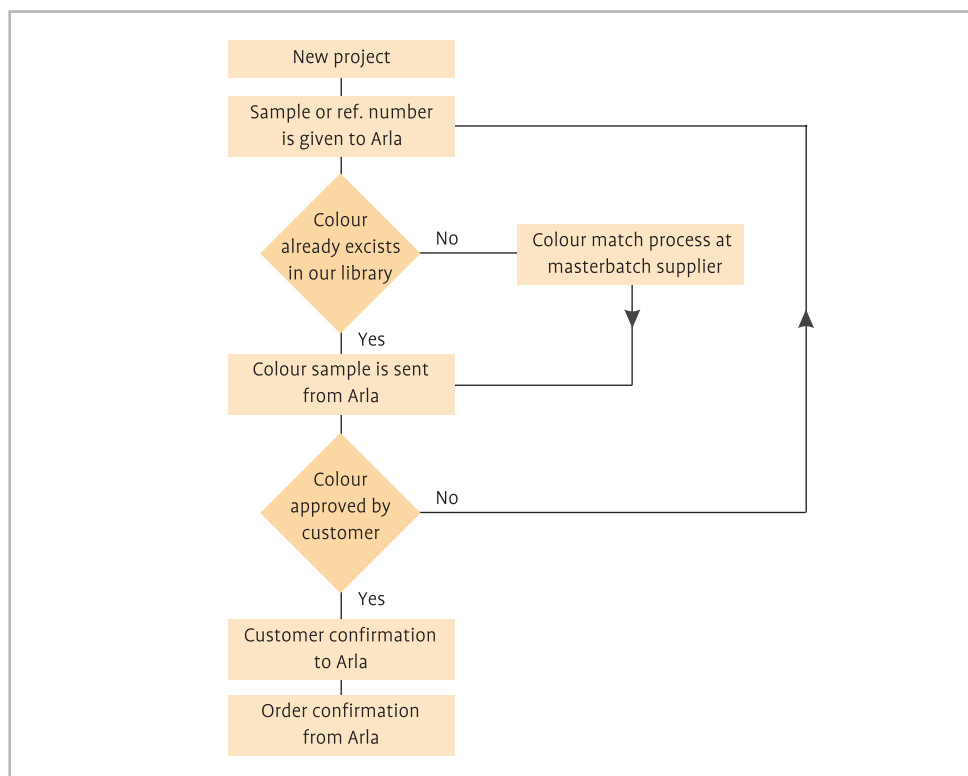 New project
Sample or ref. number
is given to Arla
Colour
already excists
in our library
No
Colour match process at
masterbatch supplier
Yes
Colour sample is sent
from Arla
Colour
approved by
customer
No
Yes
Customer confirmation
to Arla
Order confirmation
from Arla